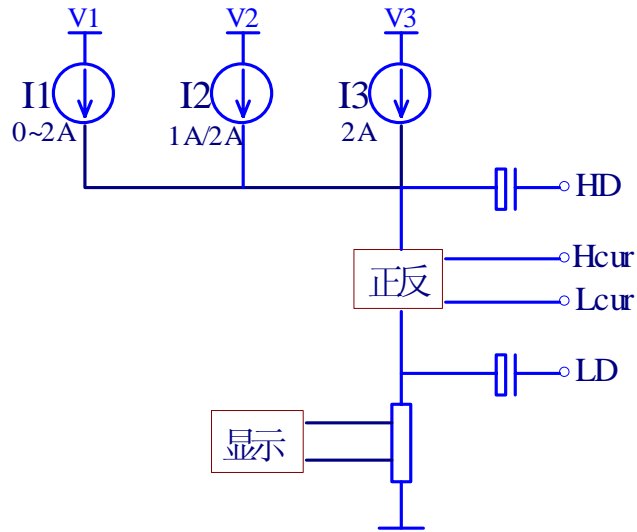 V1 V2 V3
I1 I2 I3
0~2A 1A/2A 2A
HD
Hcur
正反
Lcur
LD
显示